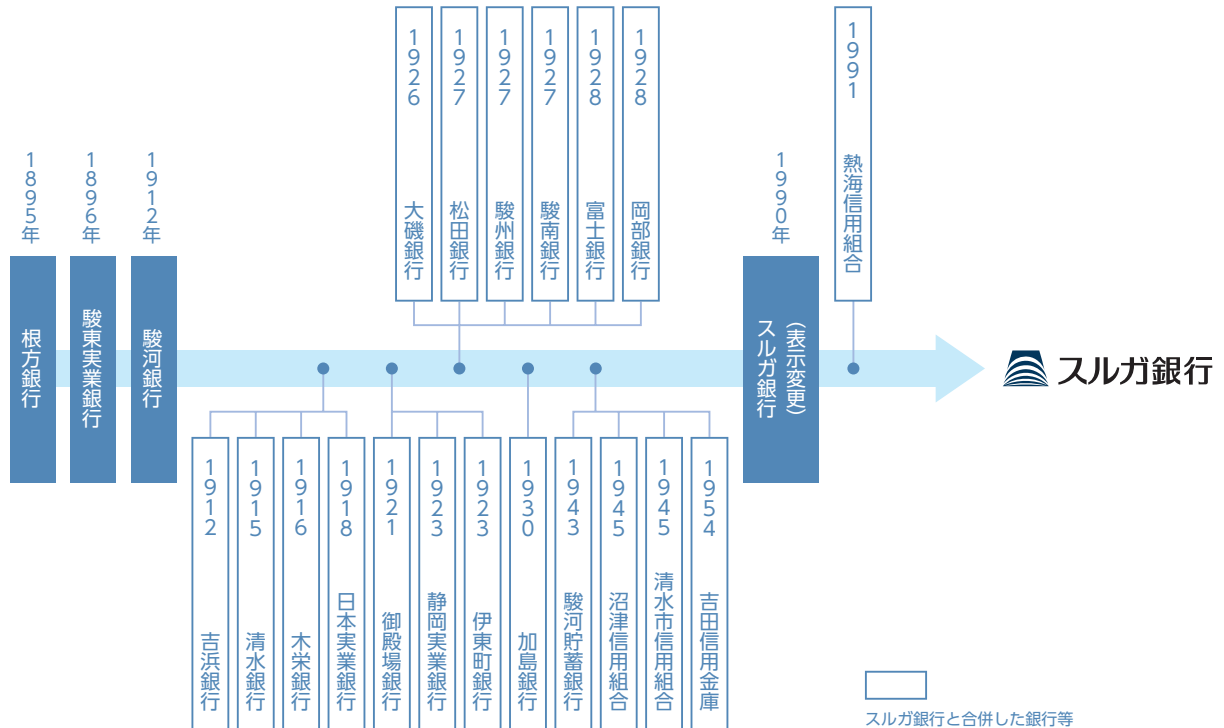 1895年
根方銀行
1896年
駿東実業銀行
1912年
駿河銀行
1926
大磯銀行
1927
松田銀行
1927
駿州銀行
1927
駿南銀行
1928
富士銀行
1928
岡部銀行
1912
吉浜銀行
1915
清水銀行
1916
木栄銀行
1918
日本実業銀行
1921
御殿場銀行
1923
静岡実業銀行
1923
伊東町銀行
1930
加島銀行
1943
駿河貯蓄銀行
1945
沼津信用組合
1945
清水市信用組合
1954
吉田信用金庫
1990年
(表示変更)
スルガ銀行
1991
熱海信用組合
スルガ銀行
スルガ銀行と合併した銀行等